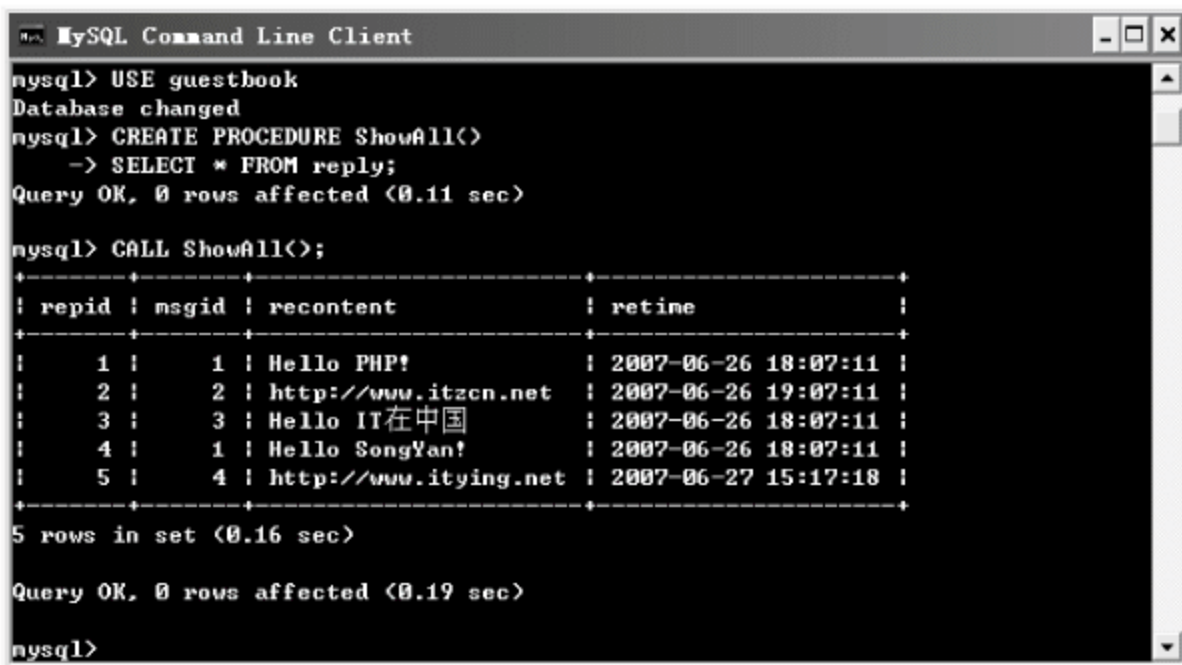 MySQL Command Line Client
mysql> USE guestbook
Database changed
mysql> CREATE PROCEDURE ShowAll()
    -> SELECT * FROM reply;
Query OK, 0 rows affected (0.11 sec)
mysql> CALL ShowAll();
+-------+-------+-----------------------+---------------------+
| repid | msgid | recontent             | retime              |
+-------+-------+-----------------------+---------------------+
|     1 |     1 | Hello PHP!            | 2007-06-26 18:07:11 |
|     2 |     2 | http://www.itzcn.net  | 2007-06-26 19:07:11 |
|     3 |     3 | Hello IT在中国        | 2007-06-26 18:07:11 |
|     4 |     1 | Hello SongYan!        | 2007-06-26 18:07:11 |
|     5 |     4 | http://www.itying.net | 2007-06-27 15:17:18 |
+-------+-------+-----------------------+---------------------+
5 rows in set (0.16 sec)
Query OK, 0 rows affected (0.19 sec)
mysql>